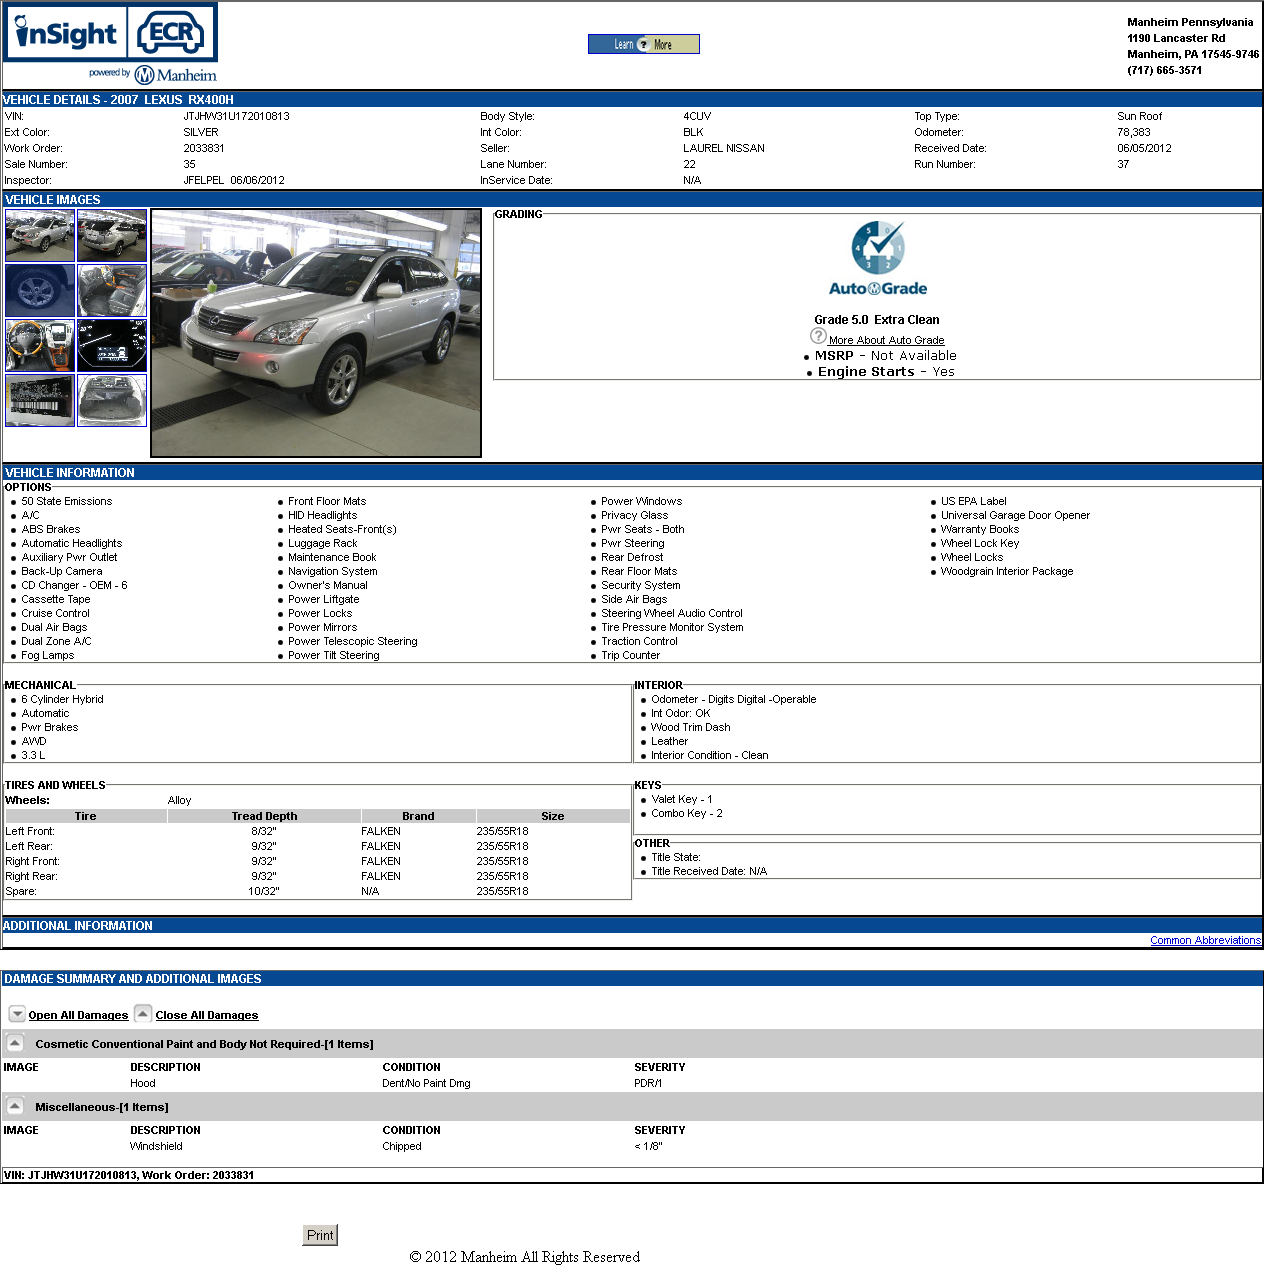 inSight ECR
powered by Manheim
Learn ? More
Manheim Pennsylvania
1190 Lancaster Rd
Manheim, PA 17545-9746
(717) 665-3571
VEHICLE DETAILS - 2007 LEXUS RX400H
VIN: JTJHW31U172010813 Body Style: 4CUV Top Type: Sun Roof
Ext Color: SILVER Int Color: BLK Odometer: 78,383
Work Order: 2033831 Seller: LAUREL NISSAN Received Date: 06/05/2012
Sale Number: 35 Lane Number: 22 Run Number: 37
Inspector: JFELPEL 06/06/2012 InService Date: N/A
VEHICLE IMAGES
GRADING
5 0 4 1 3 2
AutoGrade
Grade 5.0 Extra Clean
? More About Auto Grade
• MSRP - Not Available
• Engine Starts - Yes
VEHICLE INFORMATION
OPTIONS
• 50 State Emissions • Front Floor Mats • Power Windows • US EPA Label
• A/C • HID Headlights • Privacy Glass • Universal Garage Door Opener
• ABS Brakes • Heated Seats-Front(s) • Pwr Seats - Both • Warranty Books
• Automatic Headlights • Luggage Rack • Pwr Steering • Wheel Lock Key
• Auxiliary Pwr Outlet • Maintenance Book • Rear Defrost • Wheel Locks
• Back-Up Camera • Navigation System • Rear Floor Mats • Woodgrain Interior Package
• CD Changer - OEM - 6 • Owner's Manual • Security System
• Cassette Tape • Power Liftgate • Side Air Bags
• Cruise Control • Power Locks • Steering Wheel Audio Control
• Dual Air Bags • Power Mirrors • Tire Pressure Monitor System
• Dual Zone A/C • Power Telescopic Steering • Traction Control
• Fog Lamps • Power Tilt Steering • Trip Counter
MECHANICAL
• 6 Cylinder Hybrid
• Automatic
• Pwr Brakes
• AWD
• 3.3 L
INTERIOR
• Odometer - Digits Digital -Operable
• Int Odor: OK
• Wood Trim Dash
• Leather
• Interior Condition - Clean
TIRES AND WHEELS
Wheels: Alloy
Tire Tread Depth Brand Size
Left Front: 8/32" FALKEN 235/55R18
Left Rear: 9/32" FALKEN 235/55R18
Right Front: 9/32" FALKEN 235/55R18
Right Rear: 9/32" FALKEN 235/55R18
Spare: 10/32" N/A 235/55R18
KEYS
• Valet Key - 1
• Combo Key - 2
OTHER
• Title State:
• Title Received Date: N/A
ADDITIONAL INFORMATION
Common Abbreviations
DAMAGE SUMMARY AND ADDITIONAL IMAGES
Open All Damages Close All Damages
Cosmetic Conventional Paint and Body Not Required-[1 Items]
IMAGE DESCRIPTION CONDITION SEVERITY
Hood Dent/No Paint Dmg PDR/1
Miscellaneous-[1 Items]
IMAGE DESCRIPTION CONDITION SEVERITY
Windshield Chipped < 1/8"
VIN: JTJHW31U172010813, Work Order: 2033831
Print
© 2012 Manheim All Rights Reserved